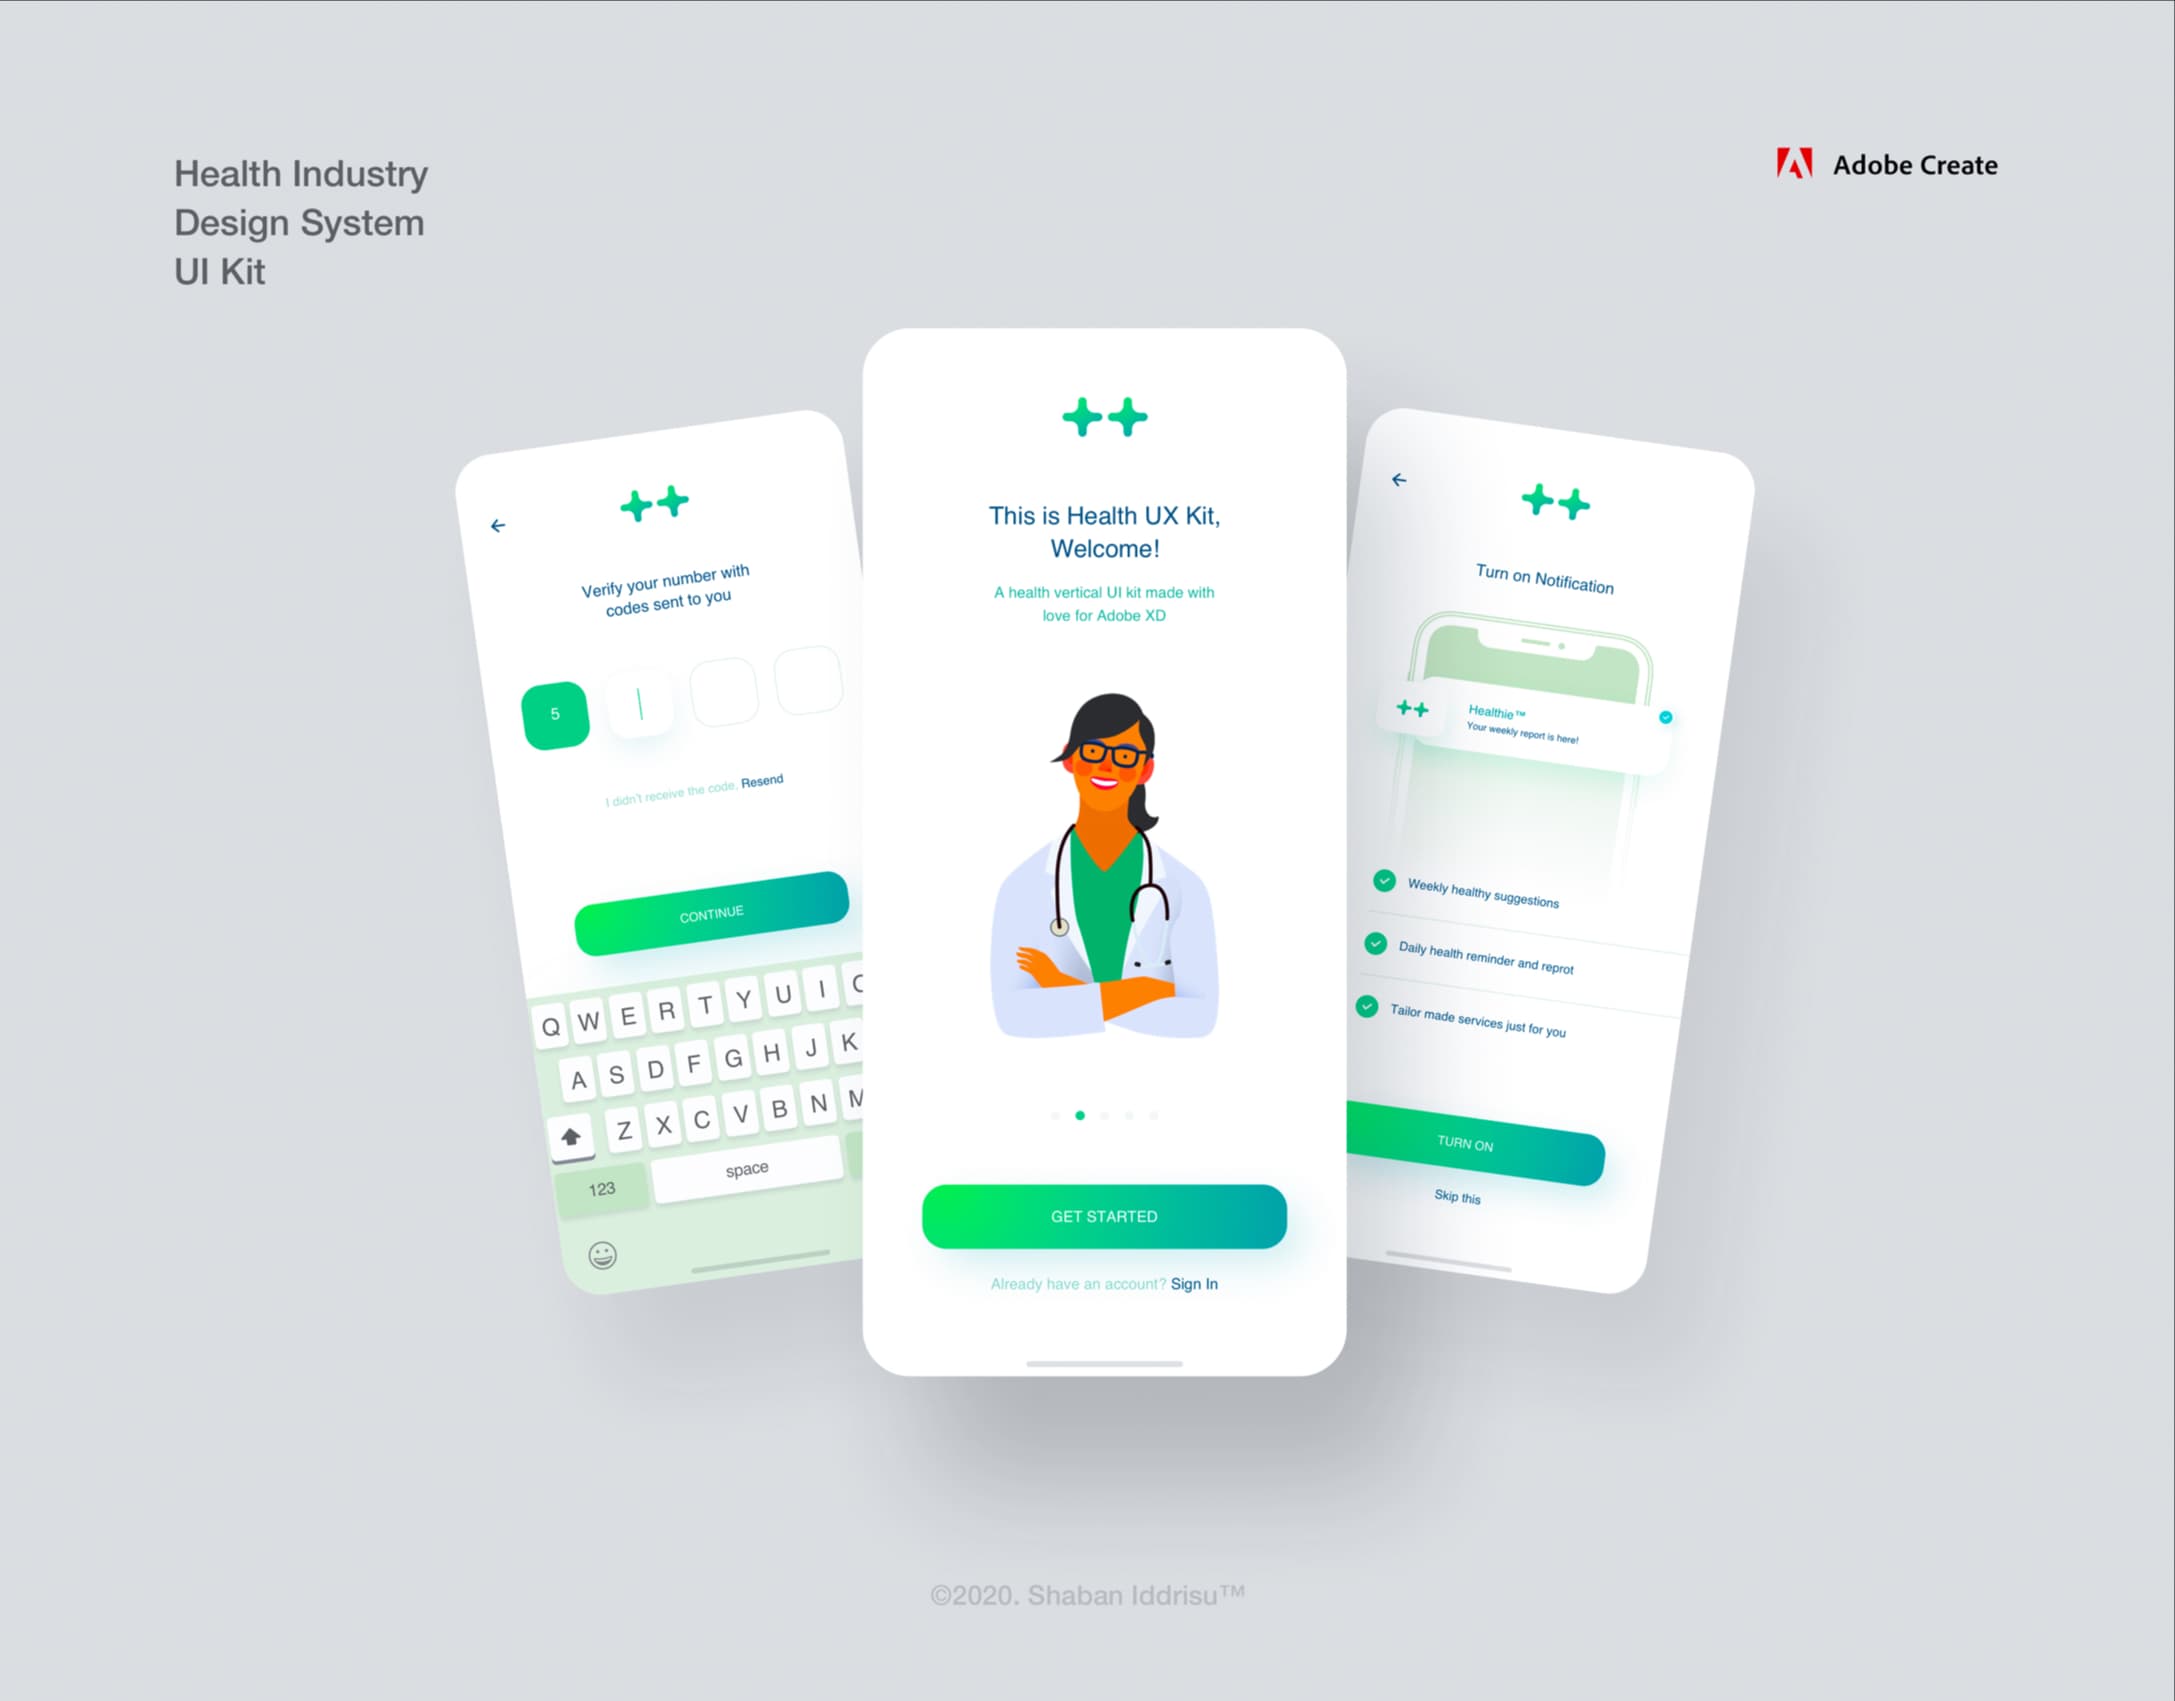 Health Industry
Design System
UI Kit
Adobe Create
Verify your number with
codes sent to you
5
I didn't receive the code, Resend
CONTINUE
Q W E R T Y U I
A S D F G H J K
Z X C V B N M
123 space
This is Health UX Kit,
Welcome!
A health vertical UI kit made with
love for Adobe XD
GET STARTED
Already have an account? Sign In
Turn on Notification
Healthie™
Your weekly report is here!
Weekly healthy suggestions
Daily health reminder and reprot
Tailor made services just for you
TURN ON
Skip this
©2020. Shaban Iddrisu™